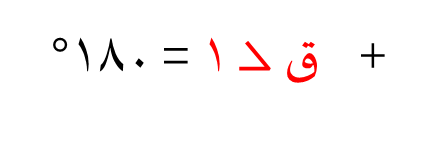 + ق ∠ ١ = ١٨٠°